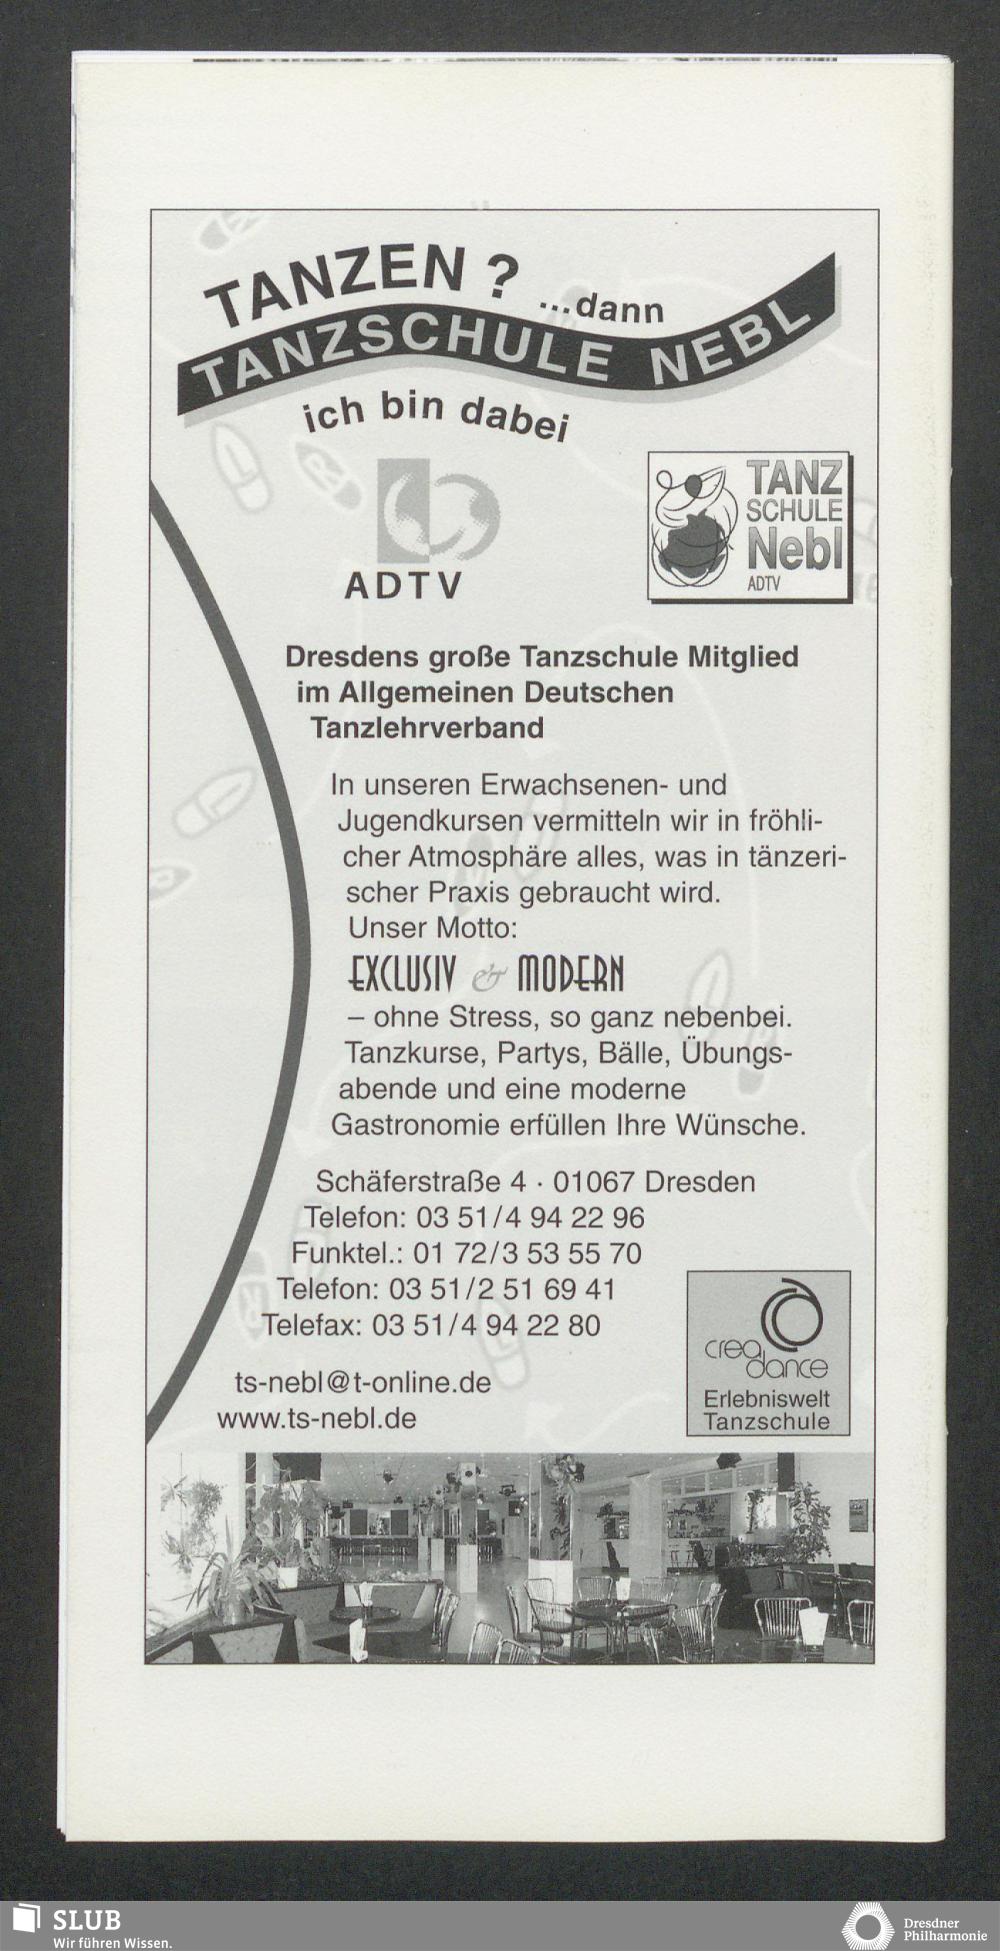 TANZEN ? ...dann
TANZSCHULE NEBL
ich bin dabei
ADTV
TANZ
SCHULE
Nebl
ADTV
Dresdens große Tanzschule Mitglied
im Allgemeinen Deutschen
Tanzlehrverband
In unseren Erwachsenen- und
Jugendkursen vermitteln wir in fröhli-
cher Atmosphäre alles, was in tänzeri-
scher Praxis gebraucht wird.
Unser Motto:
EXCLUSIV & MODERN
– ohne Stress, so ganz nebenbei.
Tanzkurse, Partys, Bälle, Übungs-
abende und eine moderne
Gastronomie erfüllen Ihre Wünsche.
Schäferstraße 4 · 01067 Dresden
Telefon: 03 51/4 94 22 96
Funktel.: 01 72/3 53 55 70
Telefon: 03 51/2 51 69 41
Telefax: 03 51/4 94 22 80
ts-nebl@t-online.de
www.ts-nebl.de
crea
dance
Erlebniswelt
Tanzschule
SLUB
Wir führen Wissen.
Dresdner
Philharmonie